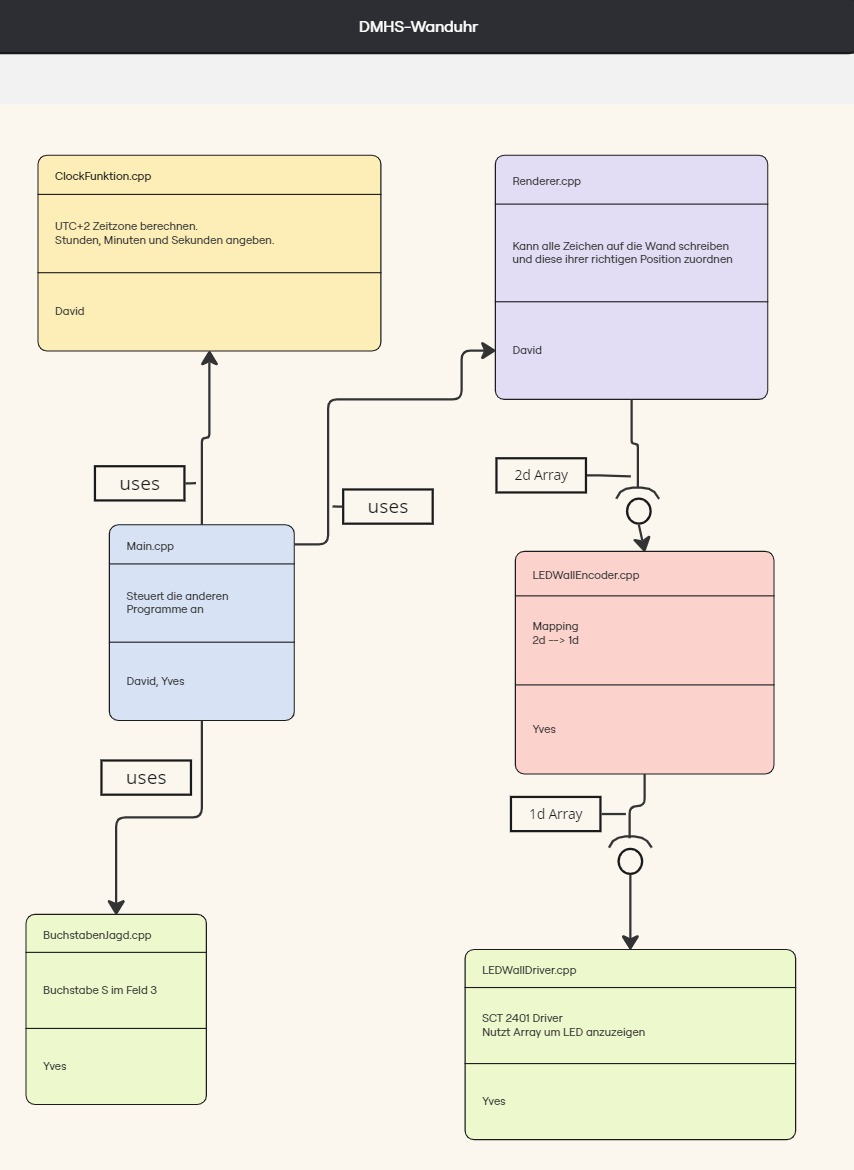 DMHS-Wanduhr
ClockFunktion.cpp
UTC+2 Zeitzone berechnen.
Stunden, Minuten und Sekunden angeben.
David
Renderer.cpp
Kann alle Zeichen auf die Wand schreiben
und diese ihrer richtigen Position zuordnen
David
uses
uses
2d Array
Main.cpp
Steuert die anderen
Programme an
David, Yves
LEDWallEncoder.cpp
Mapping
2d --> 1d
Yves
uses
1d Array
BuchstabenJagd.cpp
Buchstabe S im Feld 3
Yves
LEDWallDriver.cpp
SCT 2401 Driver
Nutzt Array um LED anzuzeigen
Yves